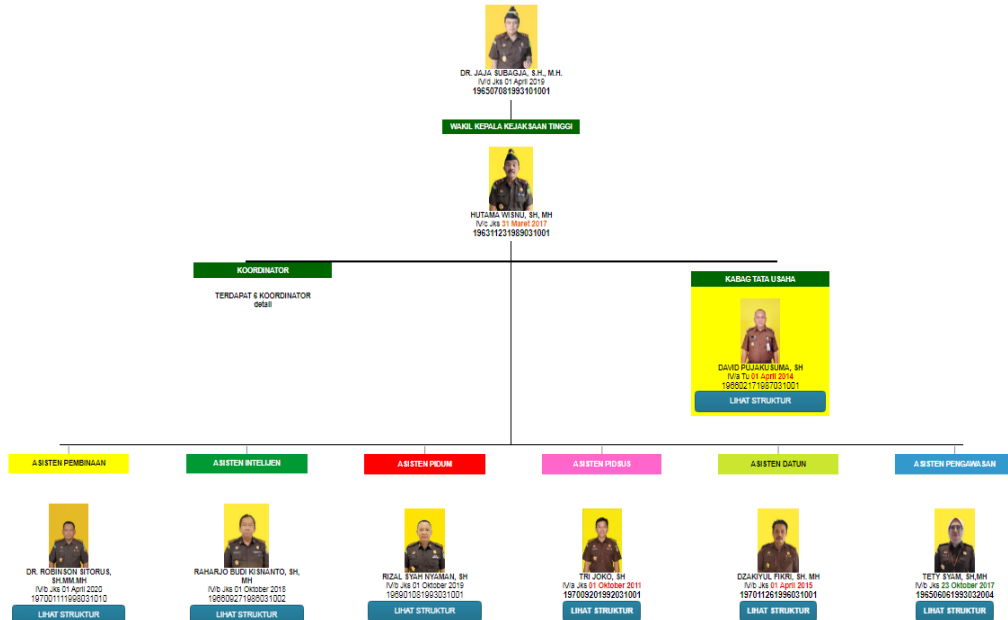 DR. JAJA SUBAGJA, S.H., M.H.
IV/d Jks 01 April 2019
196507081993101001
WAKIL KEPALA KEJAKSAAN TINGGI
HUTAMA WISNU, SH, MH
IV/c Jks 31 Maret 2017
196311231989031001
KOORDINATOR
TERDAPAT 6 KOORDINATOR
detail
KABAG TATA USAHA
DAVID PUJAKUSUMA, SH
IV/a Tu 01 April 2014
196602171987031001
LIHAT STRUKTUR
ASISTEN PEMBINAAN
DR. ROBINSON SITORUS,
SH.MM.MH
IV/b Jks 01 April 2020
197001111998031010
LIHAT STRUKTUR
ASISTEN INTELIJEN
RAHARJO BUDI KISNANTO, SH,
MH
IV/b Jks 01 Oktober 2018
196609271986031002
LIHAT STRUKTUR
ASISTEN PIDUM
RIZAL SYAH NYAMAN, SH
IV/b Jks 01 Oktober 2019
196901081993031001
LIHAT STRUKTUR
ASISTEN PIDSUS
TRI JOKO, SH
IV/a Jks 01 Oktober 2011
197009201992031001
LIHAT STRUKTUR
ASISTEN DATUN
DZAKIYUL FIKRI, SH. MH
IV/b Jks 01 April 2015
197011261996031001
LIHAT STRUKTUR
ASISTEN PENGAWASAN
TETY SYAM, SH,MH
IV/b Jks 23 Oktober 2017
196506061993032004
LIHAT STRUKTUR